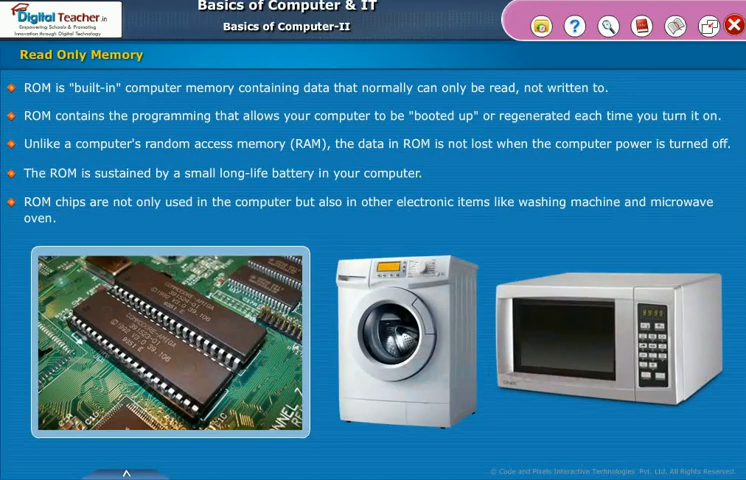 Basics of Computer & IT
Digital Teacher.in
Empowering Schools & Promoting
Innovation through Digital Technology
Basics of Computer-II
Read Only Memory
ROM is "built-in" computer memory containing data that normally can only be read, not written to.
ROM contains the programming that allows your computer to be "booted up" or regenerated each time you turn it on.
Unlike a computer's random access memory (RAM), the data in ROM is not lost when the computer power is turned off.
The ROM is sustained by a small long-life battery in your computer.
ROM chips are not only used in the computer but also in other electronic items like washing machine and microwave
oven.
COMMODORE-AMIGA
COMMODORE-AMIGA
© Code and Pixels Interactive Technologies. Pvt. Ltd. All Rights Reserved.